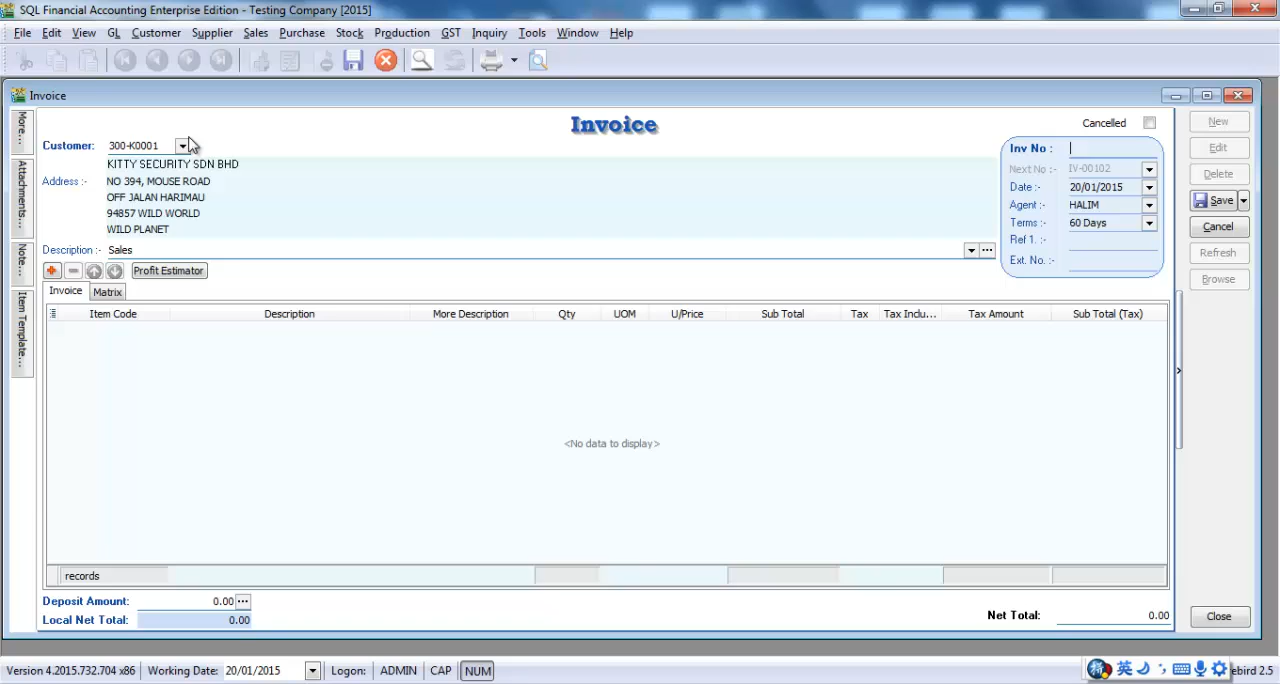 SQL Financial Accounting Enterprise Edition - Testing Company [2015]
File Edit View GL Customer Supplier Sales Purchase Stock Production GST Inquiry Tools Window Help
Invoice
More...
Attachments...
Note...
Item Template...
Invoice
Cancelled
Customer: 300-K0001
KITTY SECURITY SDN BHD
Address :- NO 394, MOUSE ROAD
OFF JALAN HARIMAU
94857 WILD WORLD
WILD PLANET
Description :- Sales
Inv No :
Next No :- IV-00102
Date :- 20/01/2015
Agent :- HALIM
Terms :- 60 Days
Ref 1. :-
Ext. No. :-
New
Edit
Delete
Save
Cancel
Refresh
Browse
Profit Estimator
Invoice Matrix
Item Code Description More Description Qty UOM U/Price Sub Total Tax Tax Inclu... Tax Amount Sub Total (Tax)
<No data to display>
records
Deposit Amount: 0.00
Local Net Total: 0.00
Net Total: 0.00
Close
Version 4.2015.732.704 x86 Working Date: 20/01/2015 Logon: ADMIN CAP NUM 英 ebird 2.5